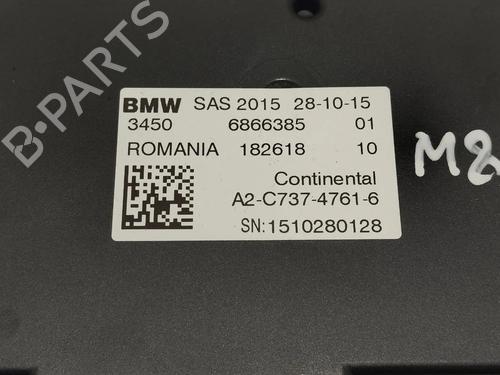 B-PARTS
BMW SAS 2015 28-10-15
3450 6866385 01
ROMANIA 182618 10
Continental
A2-C737-4761-6
SN:1510280128